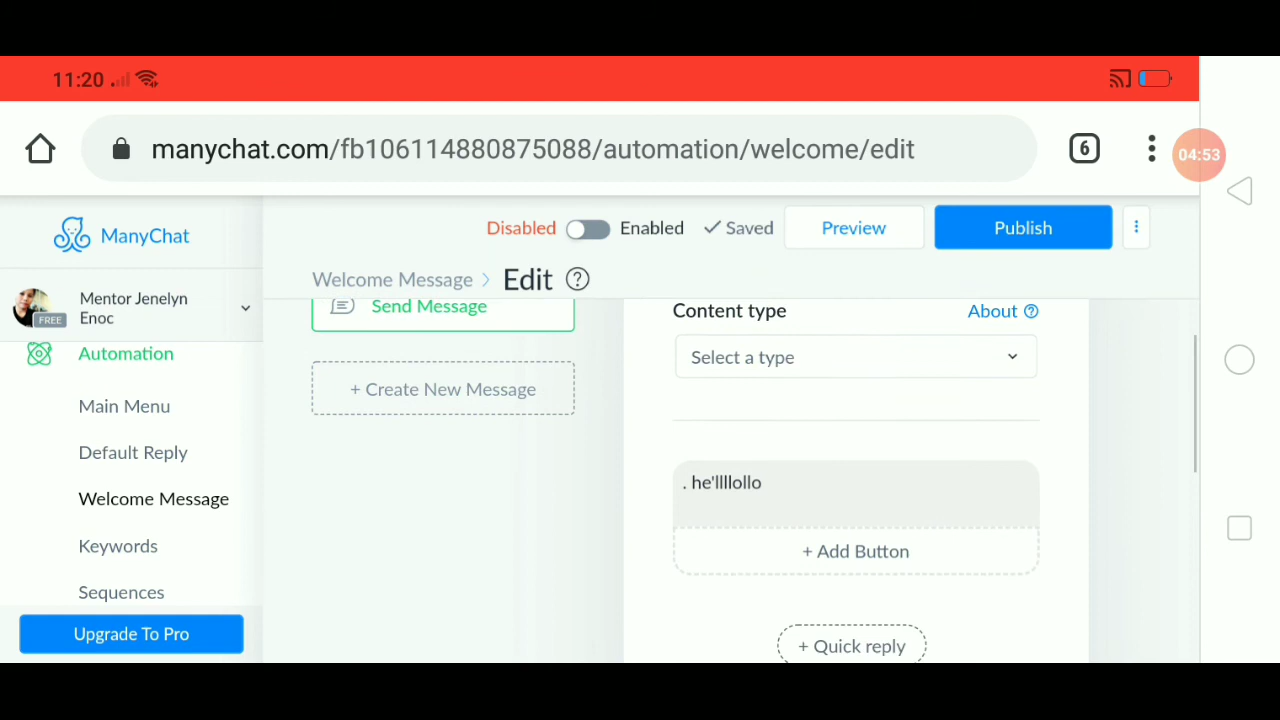 11:20
manychat.com/fb106114880875088/automation/welcome/edit
6
04:53
ManyChat
Disabled Enabled Saved Preview Publish
Welcome Message > Edit ?
Mentor Jenelyn
Enoc
FREE
Automation
Main Menu
Default Reply
Welcome Message
Keywords
Sequences
Upgrade To Pro
Send Message
+ Create New Message
Content type About ?
Select a type
. he'llllollo
+ Add Button
+ Quick reply